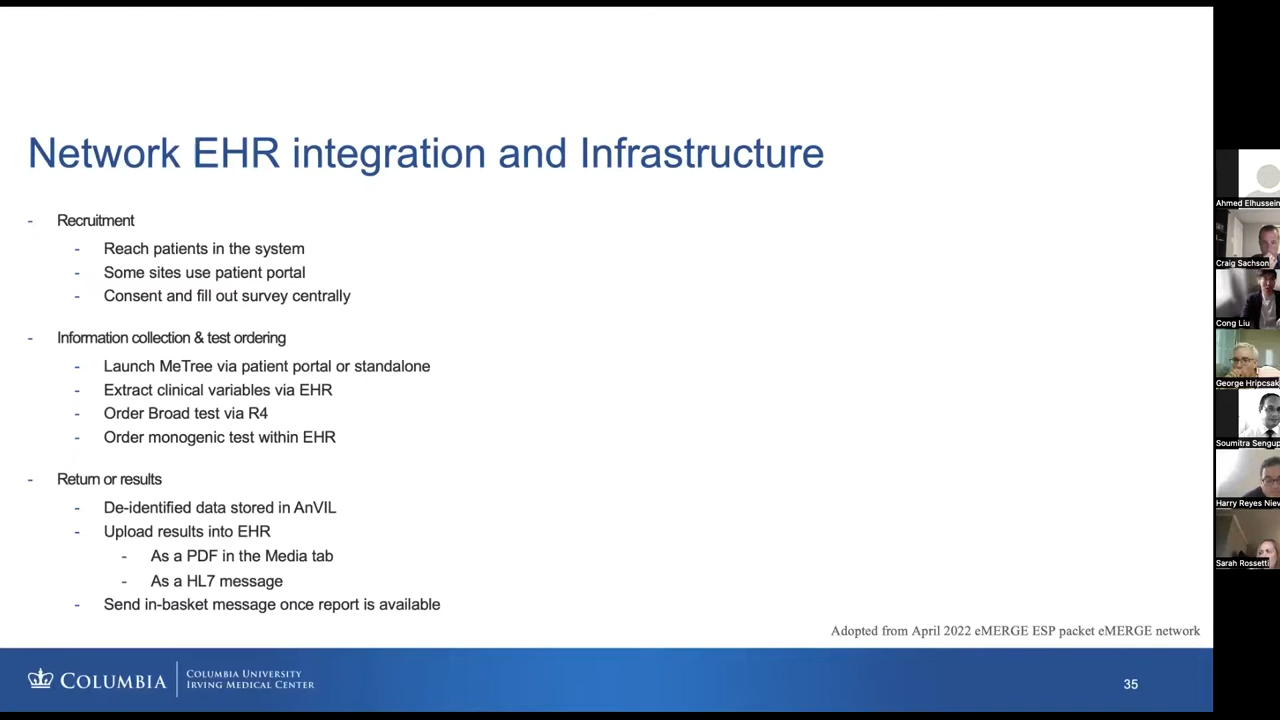 Network EHR integration and Infrastructure
- Recruitment
- Reach patients in the system
- Some sites use patient portal
- Consent and fill out survey centrally
- Information collection & test ordering
- Launch MeTree via patient portal or standalone
- Extract clinical variables via EHR
- Order Broad test via R4
- Order monogenic test within EHR
- Return or results
- De-identified data stored in AnVIL
- Upload results into EHR
- As a PDF in the Media tab
- As a HL7 message
- Send in-basket message once report is available
Adopted from April 2022 eMERGE ESP packet eMERGE network
COLUMBIA
COLUMBIA UNIVERSITY
IRVING MEDICAL CENTER
35
Ahmed Elhussein
Craig Sachson
Cong Liu
George Hripcsak
Soumitra Sengup
Harry Reyes Niev
Sarah Rossetti